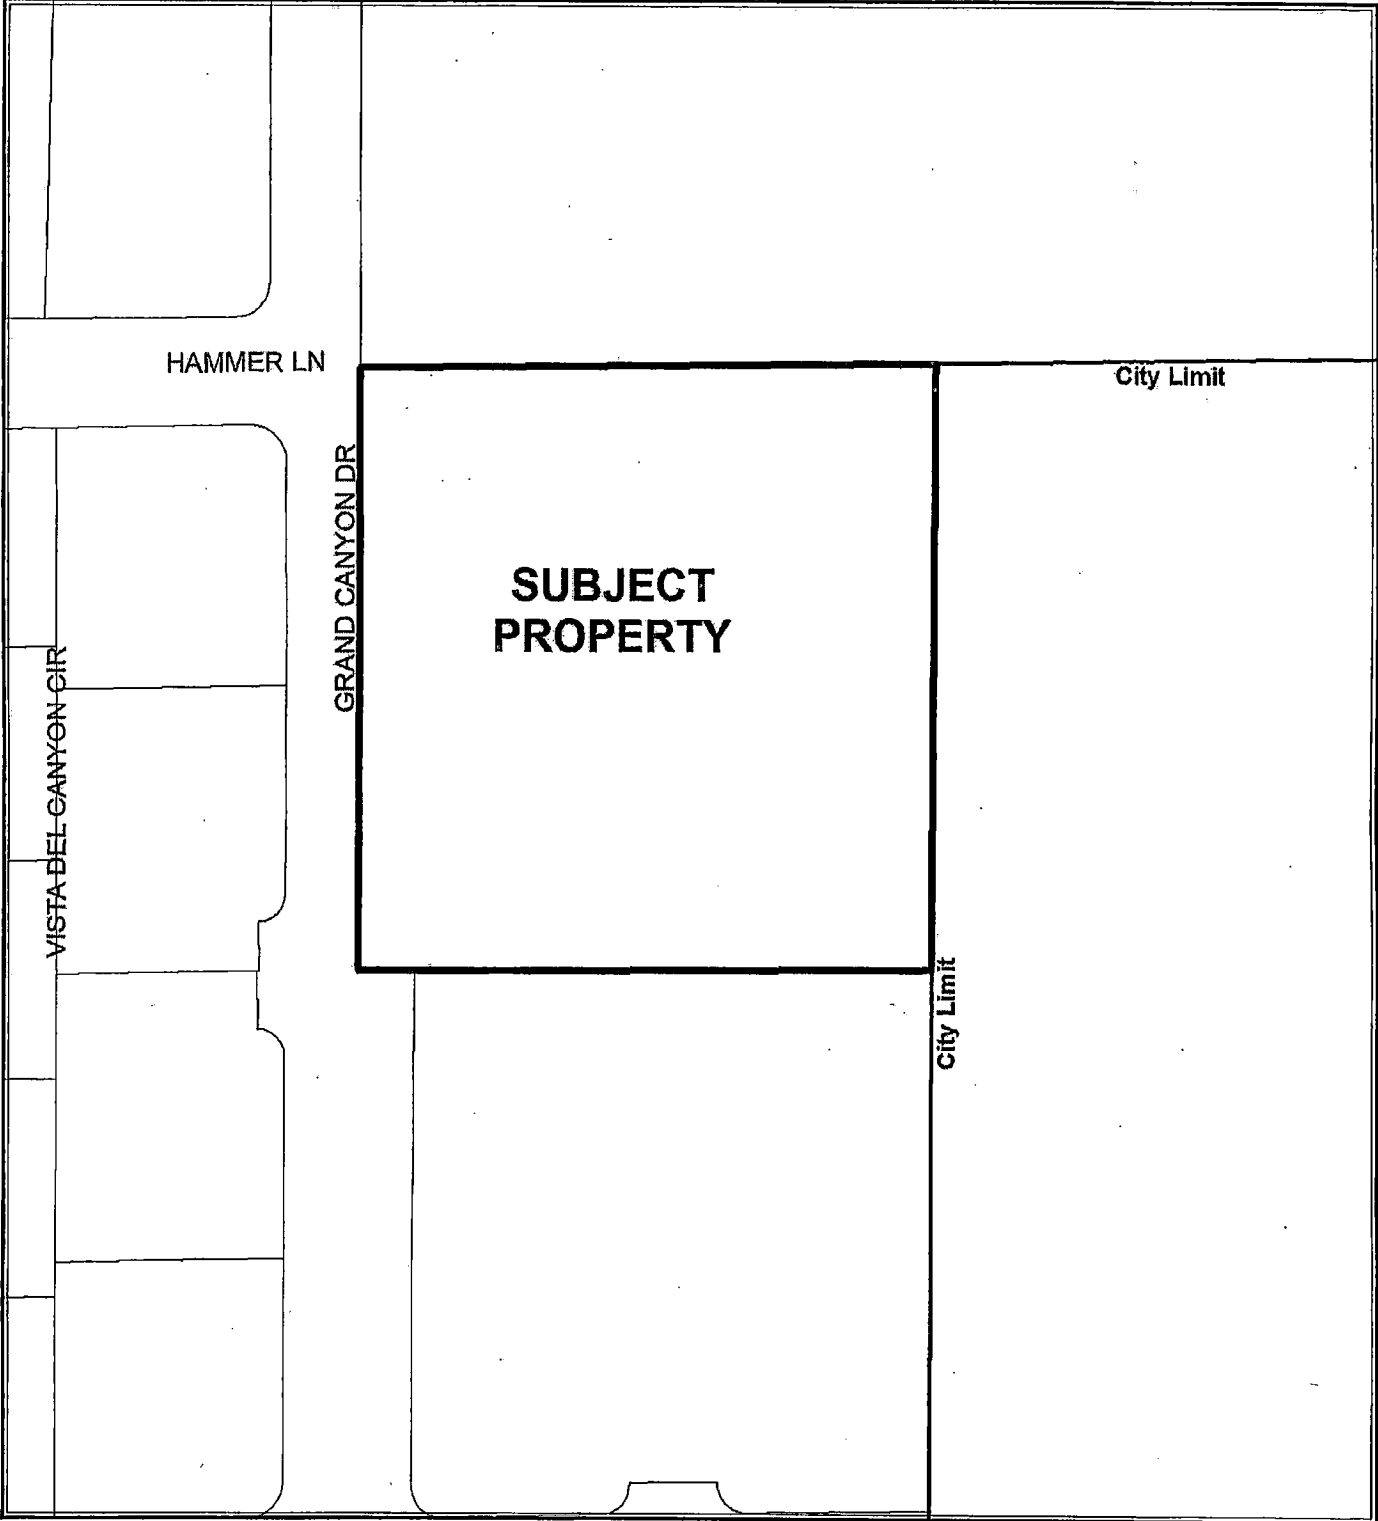 HAMMER LN
City Limit
GRAND CANYON DR
SUBJECT
PROPERTY
VISTA DEL CANYON CIR
City Limit